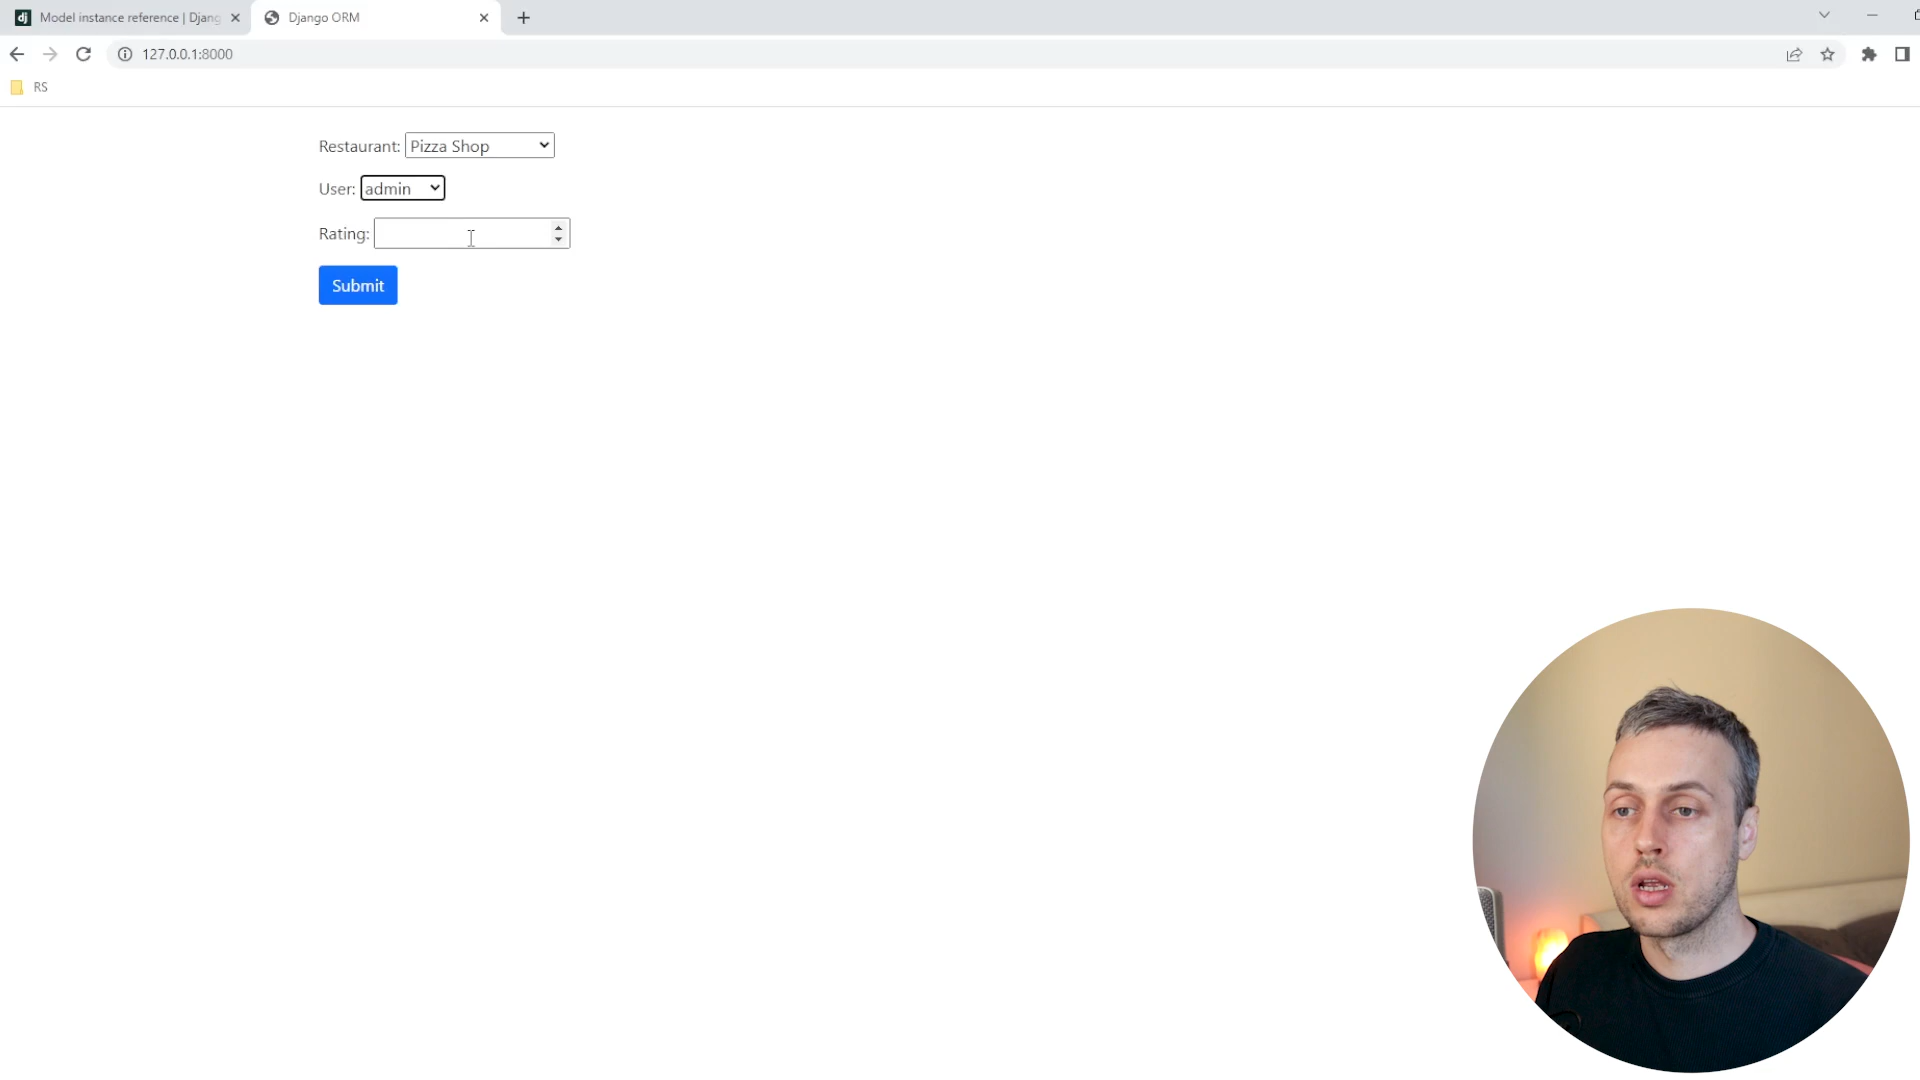 Model instance reference | Djang
Django ORM
127.0.0.1:8000
RS
Restaurant: Pizza Shop
User: admin
Rating:
Submit